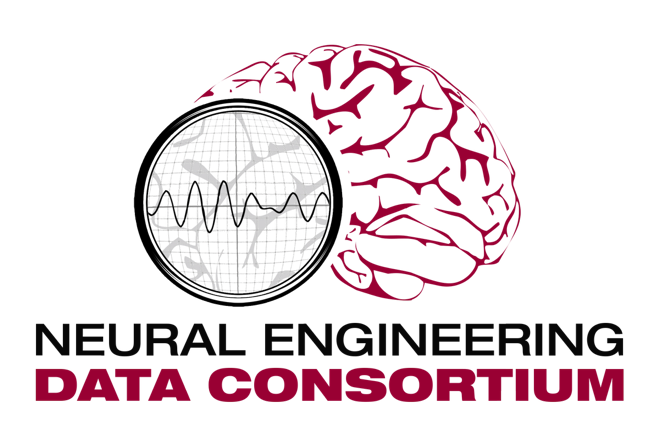 NEURAL ENGINEERING
DATA CONSORTIUM